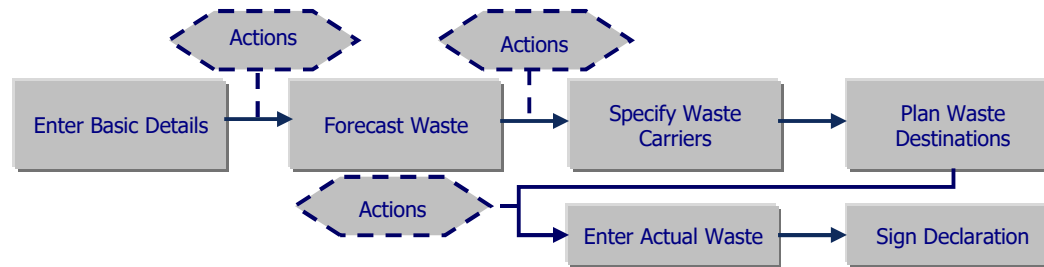 Actions
Actions
Enter Basic Details
Forecast Waste
Specify Waste
Carriers
Plan Waste
Destinations
Actions
Enter Actual Waste
Sign Declaration